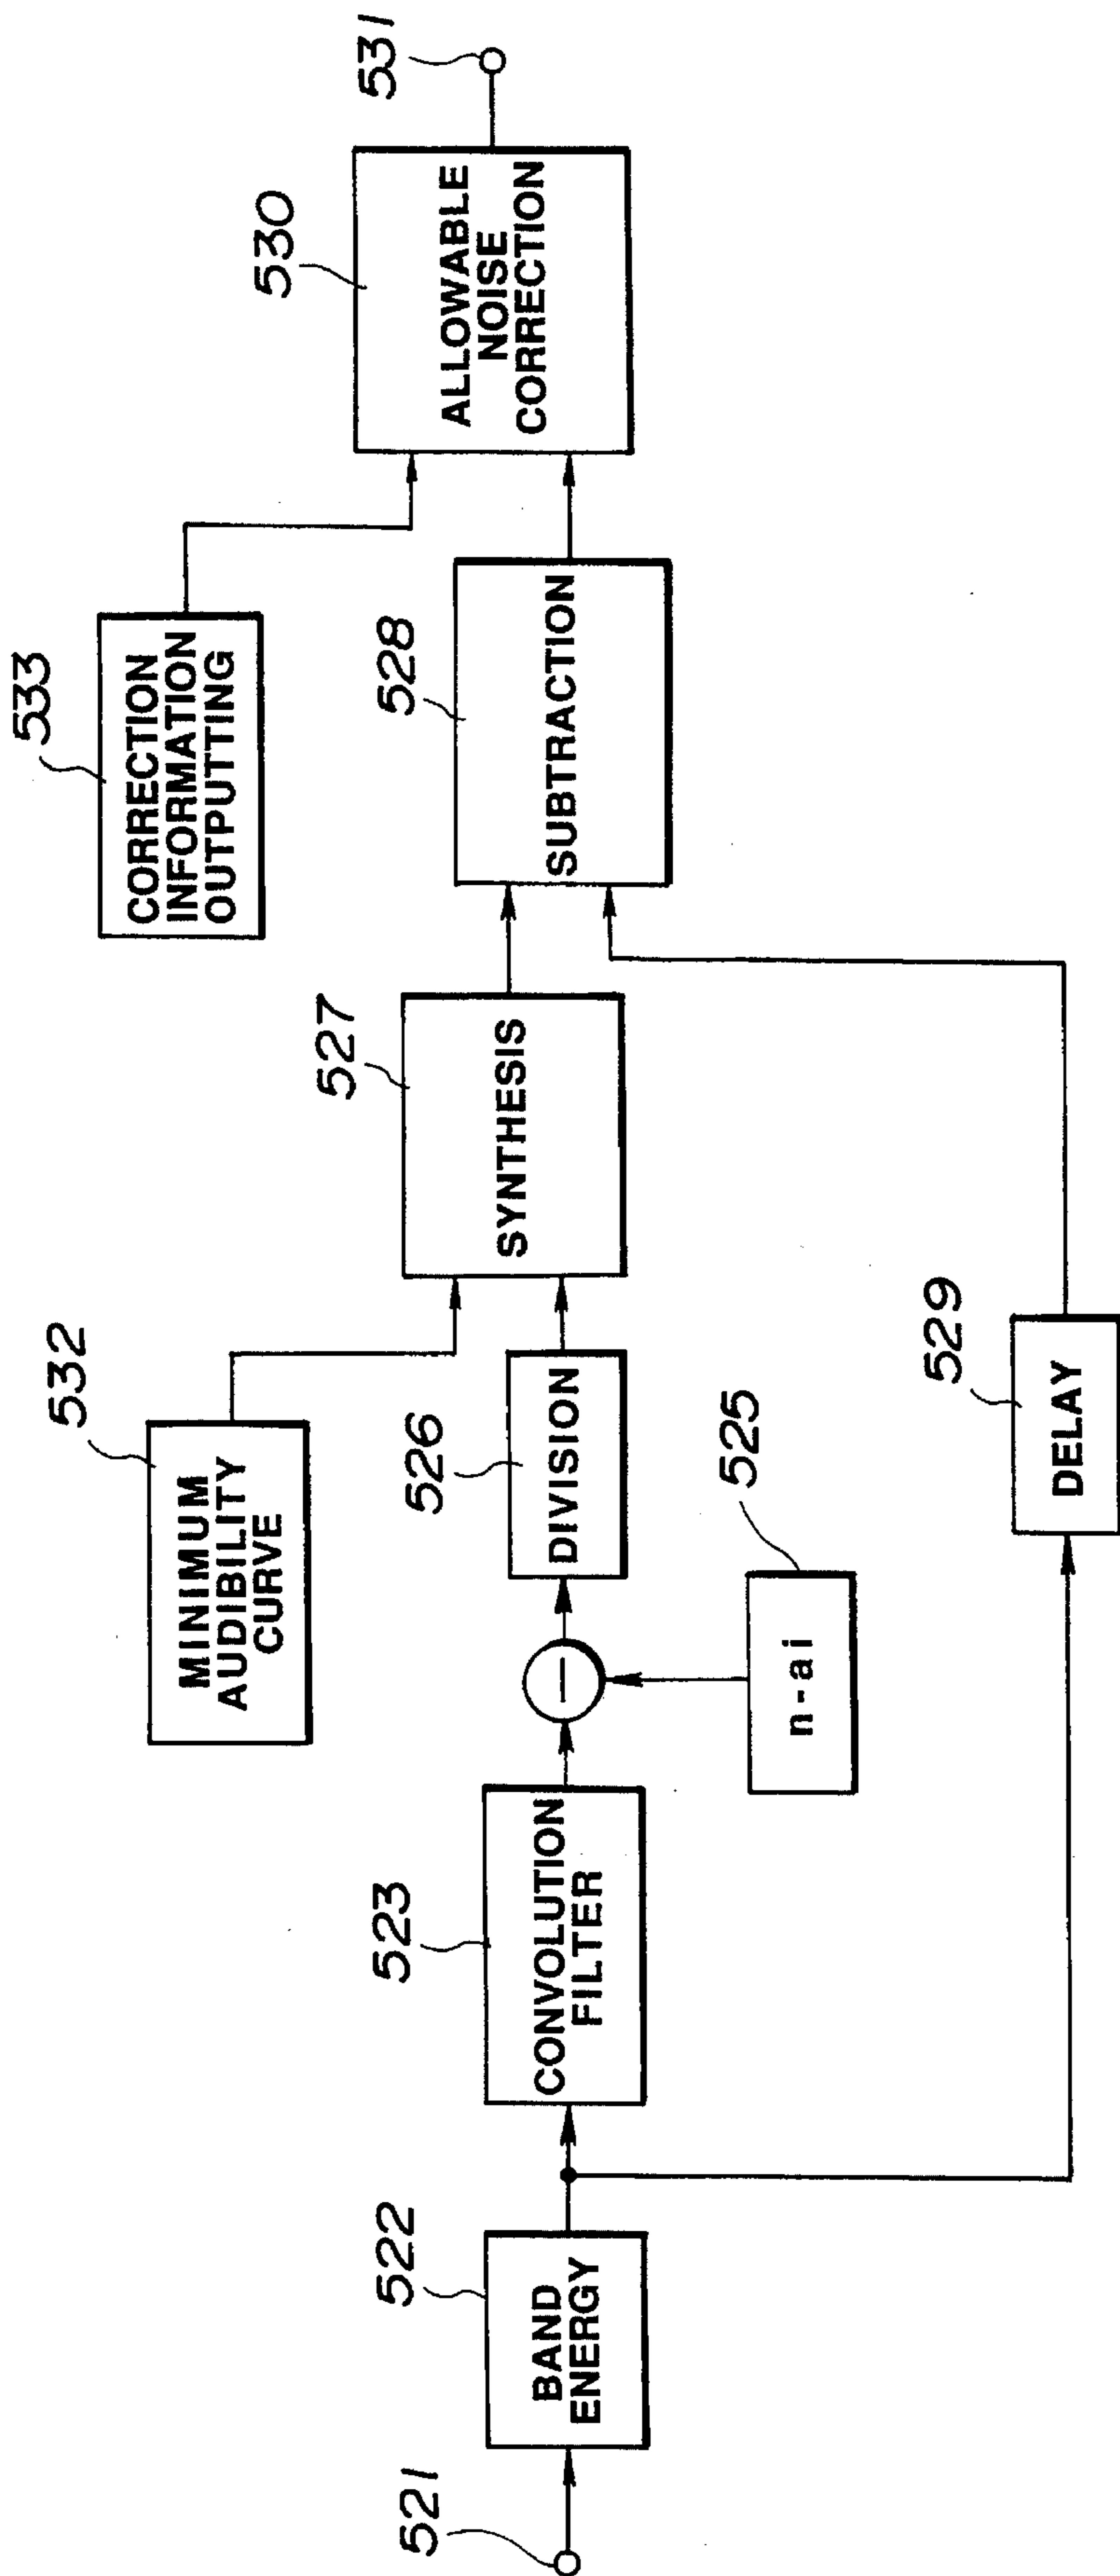 521
522
BAND
ENERGY
523
CONVOLUTION
FILTER
—
n-ai
525
526
DIVISION
532
MINIMUM
AUDIBILITY
CURVE
527
SYNTHESIS
529
DELAY
528
SUBTRACTION
533
CORRECTION
INFORMATION
OUTPUTTING
530
ALLOWABLE
NOISE
CORRECTION
531